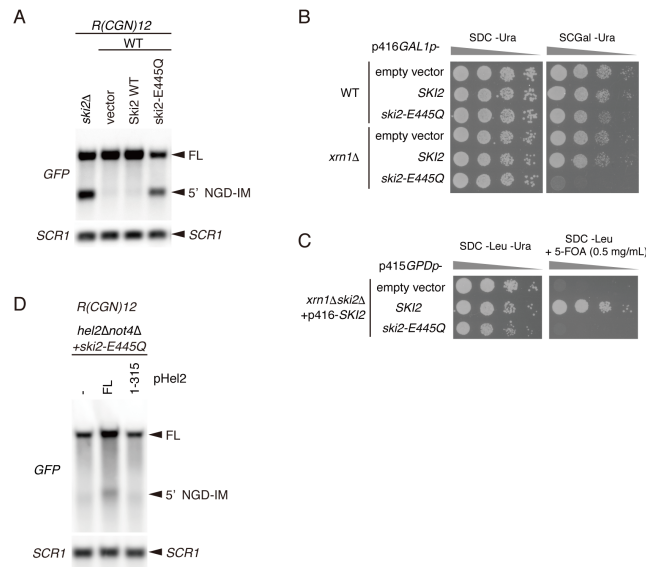 A
R(CGN)12
WT
ski2Δ
vector
Ski2 WT
ski2-E445Q
GFP
FL
5' NGD-IM
SCR1
SCR1
B
p416GAL1p-
SDC -Ura
SCGal -Ura
WT
empty vector
SKI2
ski2-E445Q
xrn1Δ
empty vector
SKI2
ski2-E445Q
C
p415GPDp-
SDC -Leu -Ura
SDC -Leu
+ 5-FOA (0.5 mg/mL)
xrn1Δski2Δ
+p416-SKI2
empty vector
SKI2
ski2-E445Q
D
R(CGN)12
hel2Δnot4Δ
+ski2-E445Q
-
FL
1-315
pHel2
GFP
FL
5' NGD-IM
SCR1
SCR1